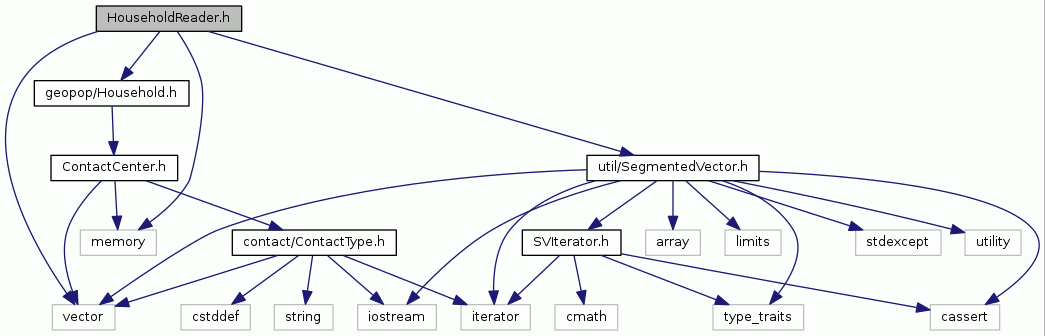 HouseholdReader.h
geopop/Household.h
ContactCenter.h
util/SegmentedVector.h
memory
contact/ContactType.h
SVIterator.h
array
limits
stdexcept
utility
vector
cstddef
string
iostream
iterator
cmath
type_traits
cassert